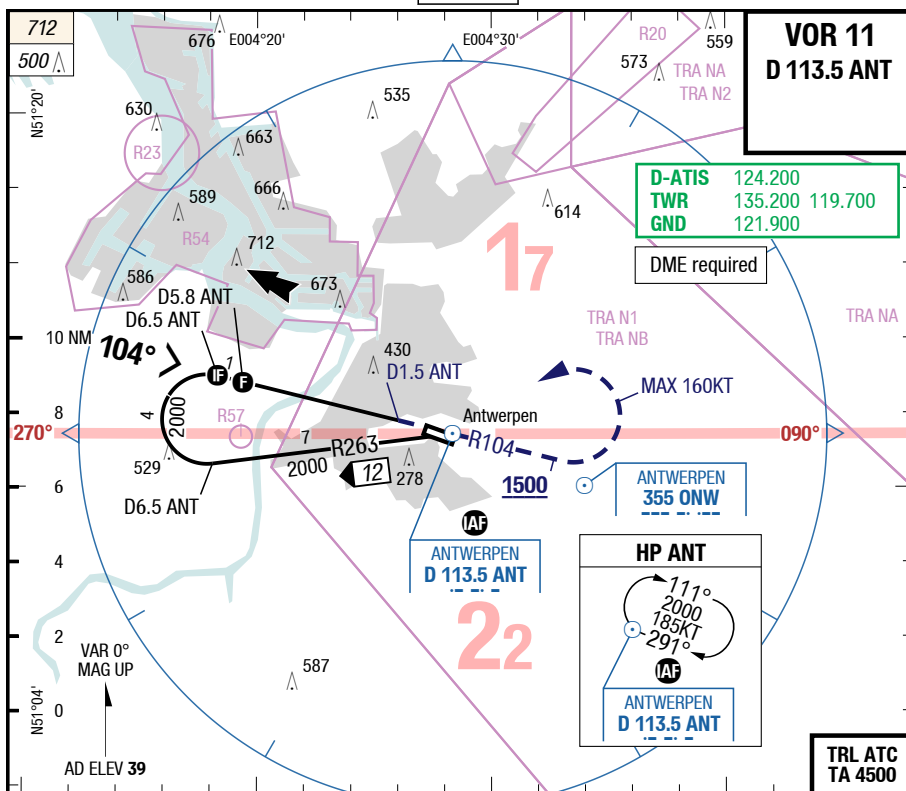 712
500
676
E004°20'
E004°30'
R20
559
573
TRA NA
TRA N2
VOR 11
D 113.5 ANT
N51°20'
630
535
663
R23
666
589
R54
614
D-ATIS 124.200
TWR 135.200 119.700
GND 121.900
DME required
17
712
586
673
D5.8 ANT
D6.5 ANT
TRA N1
TRA NB
TRA NA
10 NM
104°
IF
1
F
430
D1.5 ANT
MAX 160KT
8
4
2000
R57
Antwerpen
270°
7
R263
R104
090°
529
2000
12
278
1500
6
D6.5 ANT
ANTWERPEN
355 ONW
IAF
ANTWERPEN
D 113.5 ANT
HP ANT
111°
2000
185KT
291°
IAF
ANTWERPEN
D 113.5 ANT
4
22
2
587
VAR 0°
MAG UP
N51°04'
0
AD ELEV 39
TRL ATC
TA 4500